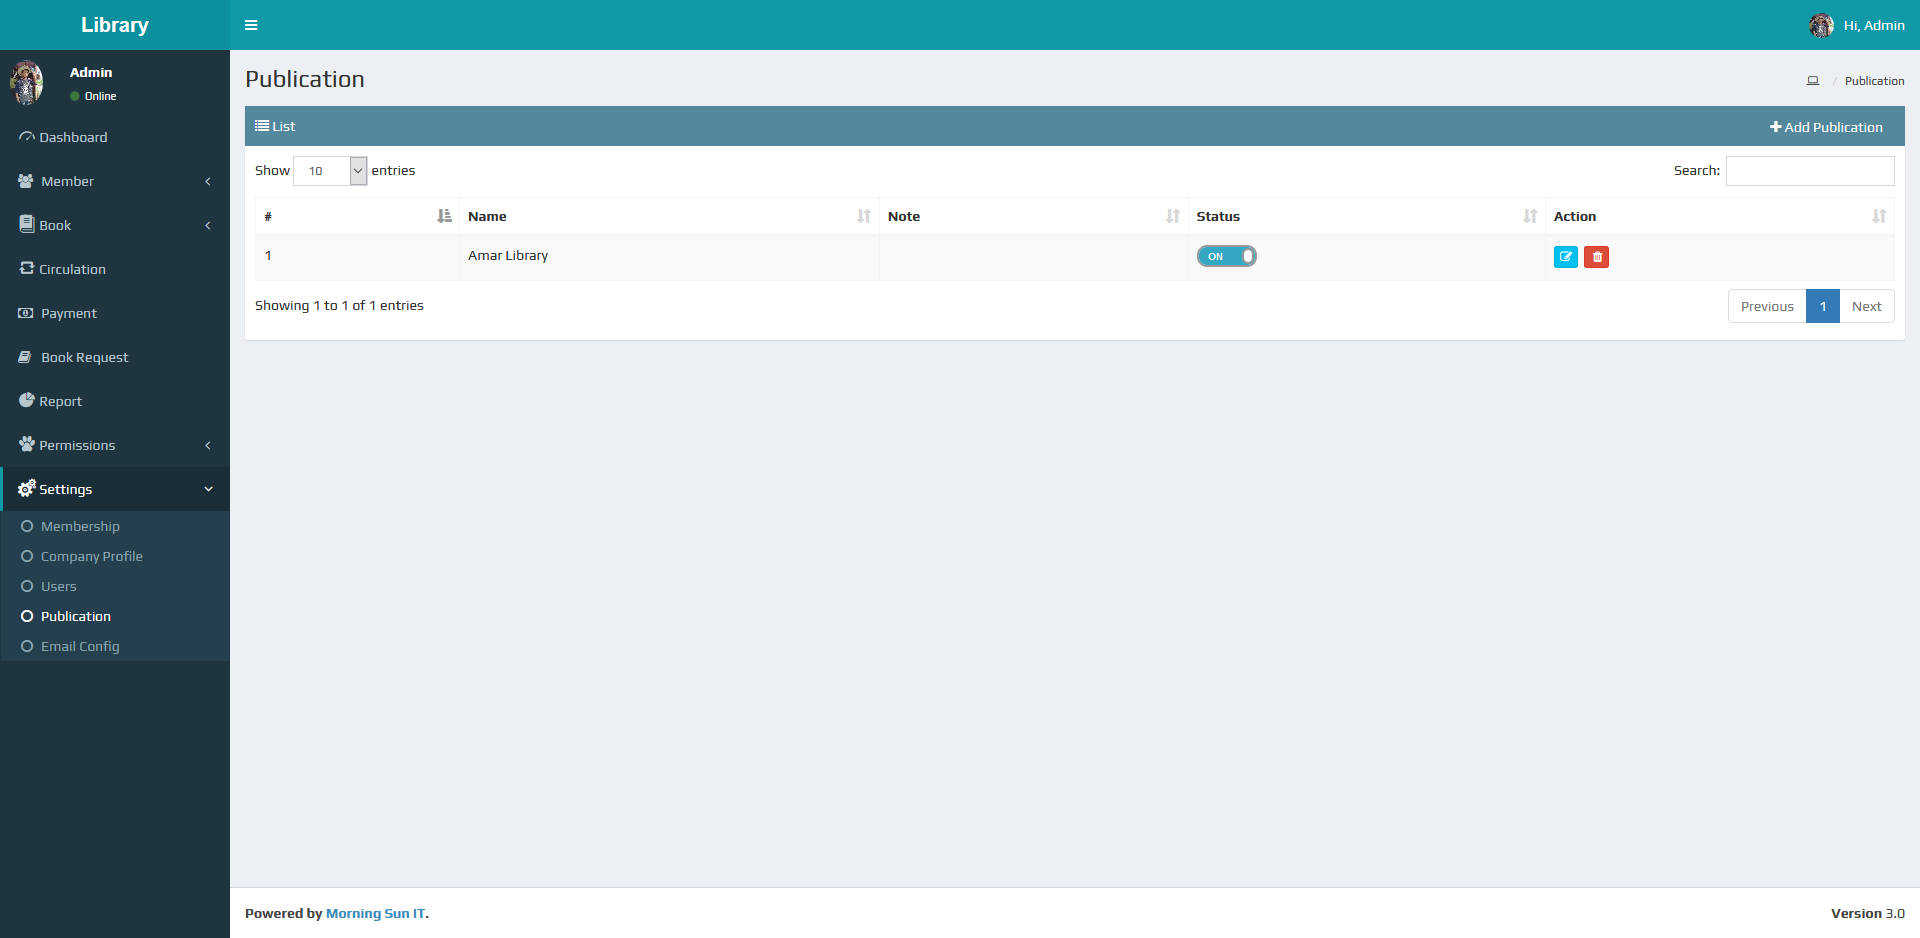 Library
Hi, Admin
Admin
Online
Dashboard
Member
Book
Circulation
Payment
Book Request
Report
Permissions
Settings
Membership
Company Profile
Users
Publication
Email Config
Publication
/ Publication
List
Add Publication
Show 10 entries
Search:
# Name Note Status Action
1 Amar Library ON
Showing 1 to 1 of 1 entries
Previous 1 Next
Powered by Morning Sun IT.
Version 3.0